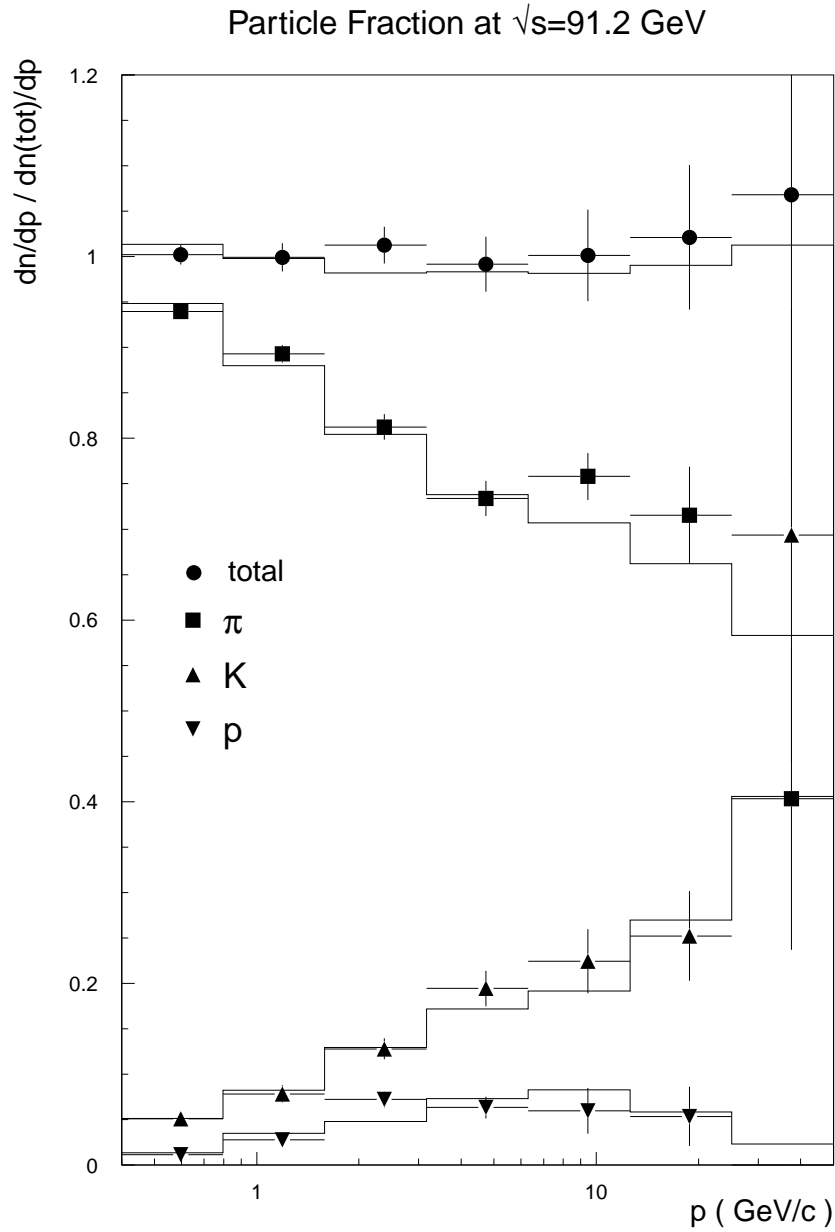 Particle Fraction at √s=91.2 GeV
dn/dp / dn(tot)/dp
1.2
1
0.8
0.6
0.4
0.2
0
total
π
K
p
1
10
p ( GeV/c)